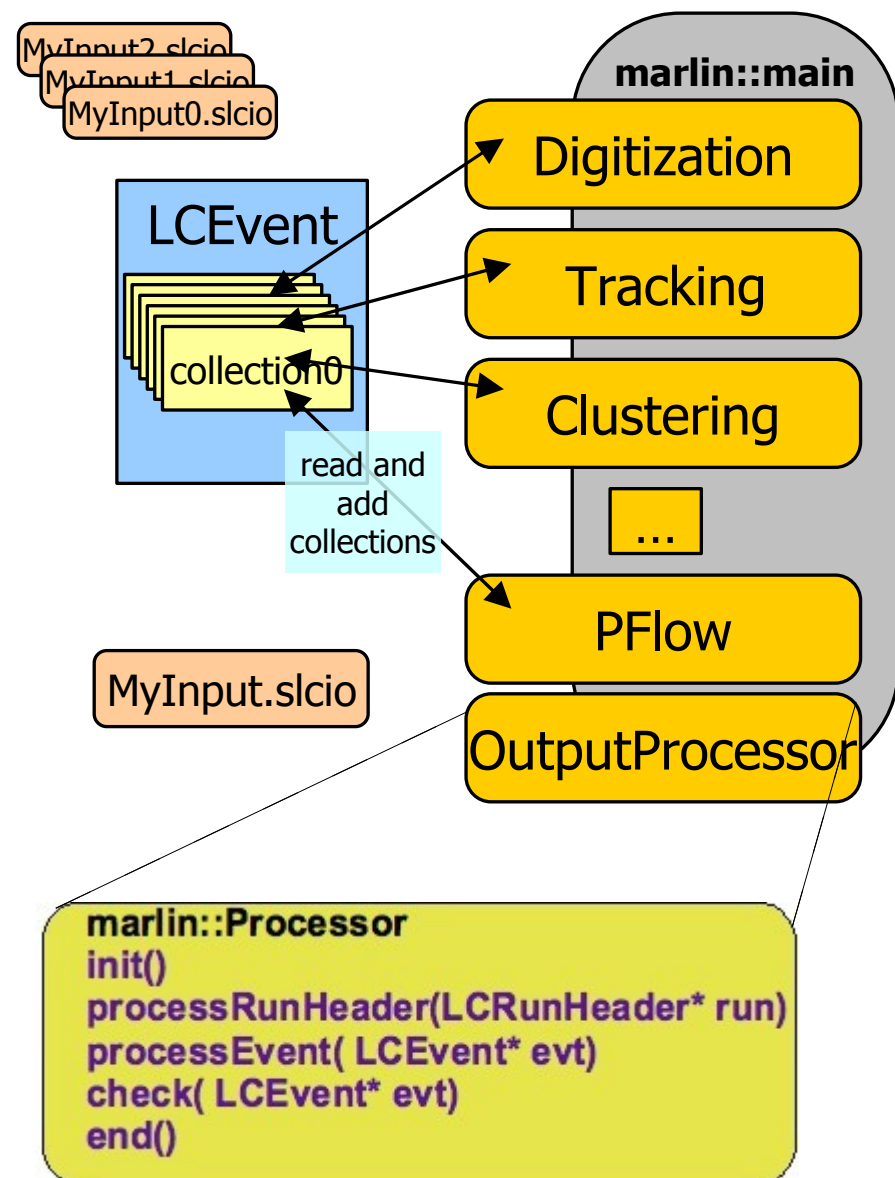 MyInput2.slcio
MyInput1.slcio
MyInput0.slcio
marlin::main
Digitization
LCEvent
Tracking
collection0
Clustering
read and
add
collections
...
PFlow
MyInput.slcio
OutputProcessor
marlin::Processor
init()
processRunHeader(LCRunHeader* run)
processEvent( LCEvent* evt)
check( LCEvent* evt)
end()